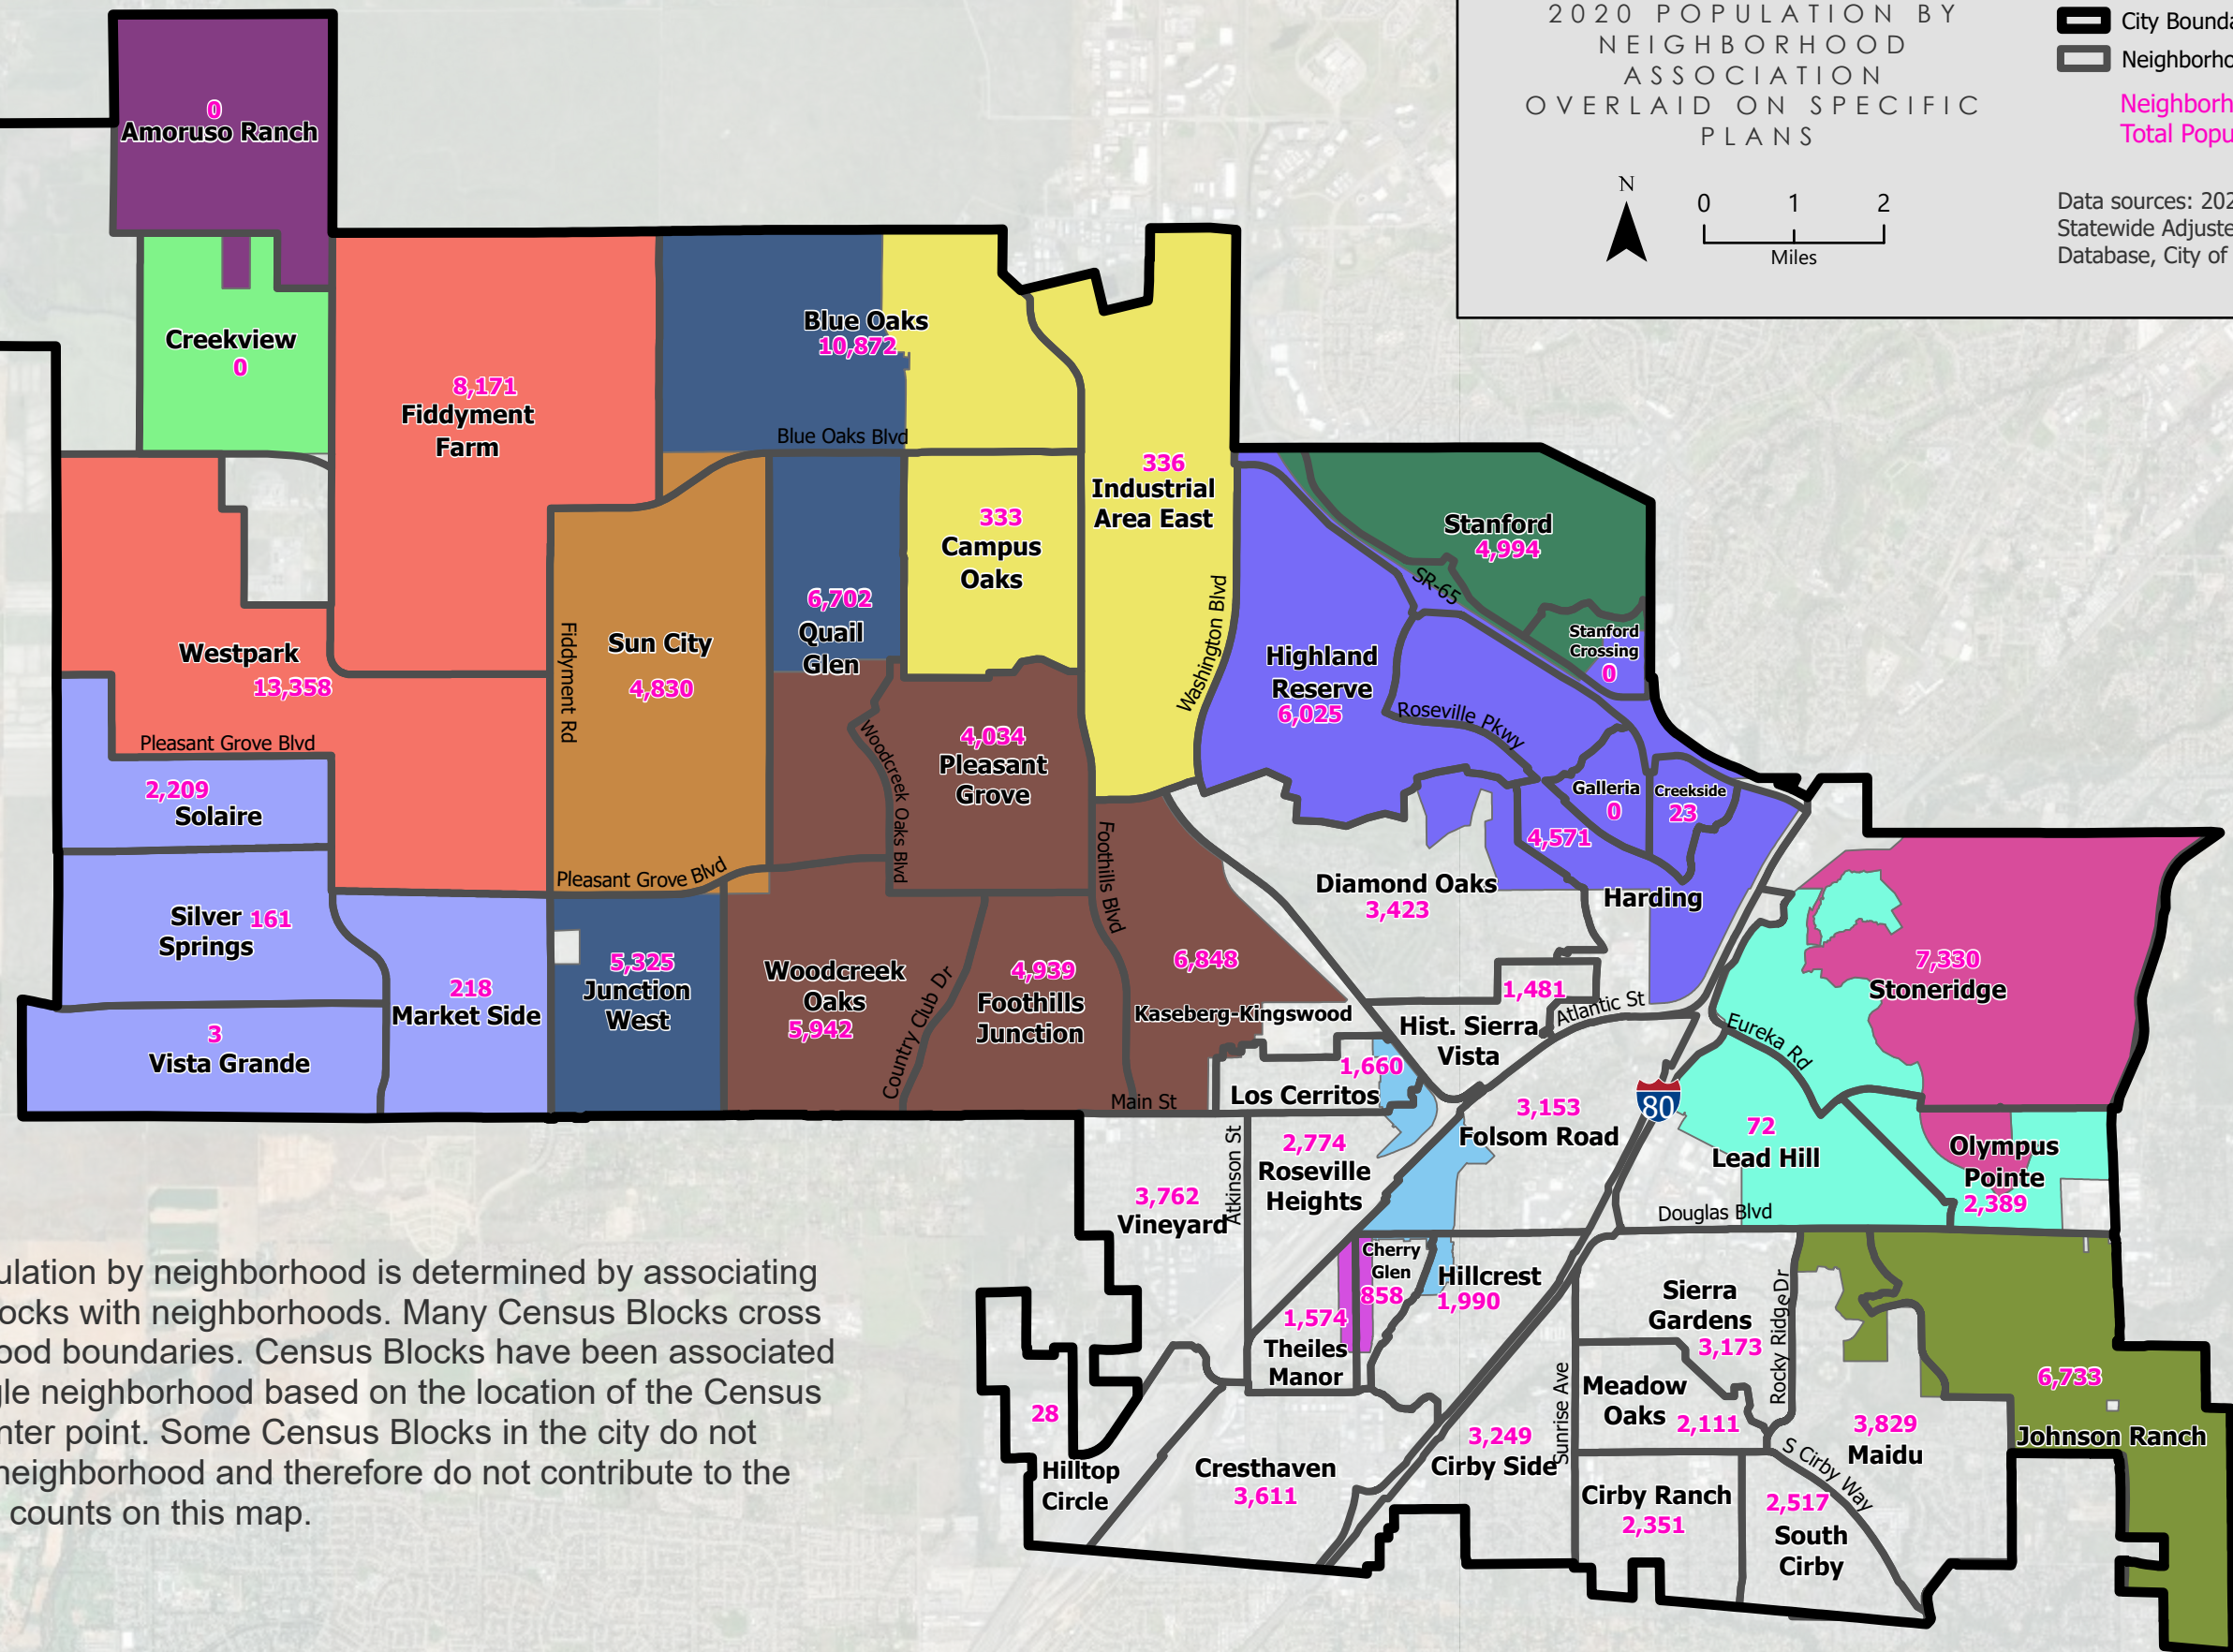 2020 POPULATION BY
NEIGHBORHOOD
ASSOCIATION
OVERLAID ON SPECIFIC
PLANS
N
0 1 2
Miles
City Bounda
Neighborho
Neighborh
Total Popu
Data sources: 202
Statewide Adjuste
Database, City of
0
Amoruso Ranch
Creekview
0
8,171
Fiddyment
Farm
Blue Oaks
10,872
Blue Oaks Blvd
336
Industrial
Area East
333
Campus
Oaks
Stanford
4,994
SR-65
Stanford
Crossing
0
6,702
Quail
Glen
Sun City
4,830
Fiddyment Rd
Westpark
13,358
Pleasant Grove Blvd
Washington Blvd
Highland
Reserve
6,025
Roseville Pkwy
Woodcreek Oaks Blvd
4,034
Pleasant
Grove
2,209
Solaire
Galleria
0
Creekside
23
4,571
Harding
Diamond Oaks
3,423
Pleasant Grove Blvd
Foothills Blvd
Silver 161
Springs
218
Market Side
5,325
Junction
West
Woodcreek
Oaks
5,942
Country Club Dr
4,939
Foothills
Junction
6,848
Kaseberg-Kingswood
1,481
Hist. Sierra
Vista
Atlantic St
7,330
Stoneridge
Eureka Rd
3
Vista Grande
1,660
Los Cerritos
Main St
80
3,153
Folsom Road
72
Lead Hill
Olympus
Pointe
2,389
Atkinson St
2,774
Roseville
Heights
3,762
Vineyard
Douglas Blvd
Cherry
Glen
858
Hillcrest
1,990
1,574
Theiles
Manor
Sierra
Gardens
3,173
Rocky Ridge Dr
Sunrise Ave
Meadow
Oaks 2,111
6,733
Johnson Ranch
3,829
Maidu
S Cirby Way
28
Hilltop
Circle
Cresthaven
3,611
3,249
Cirby Side
Cirby Ranch
2,351
2,517
South
Cirby
ulation by neighborhood is determined by associating
ocks with neighborhoods. Many Census Blocks cross
ood boundaries. Census Blocks have been associated
gle neighborhood based on the location of the Census
nter point. Some Census Blocks in the city do not
neighborhood and therefore do not contribute to the
counts on this map.